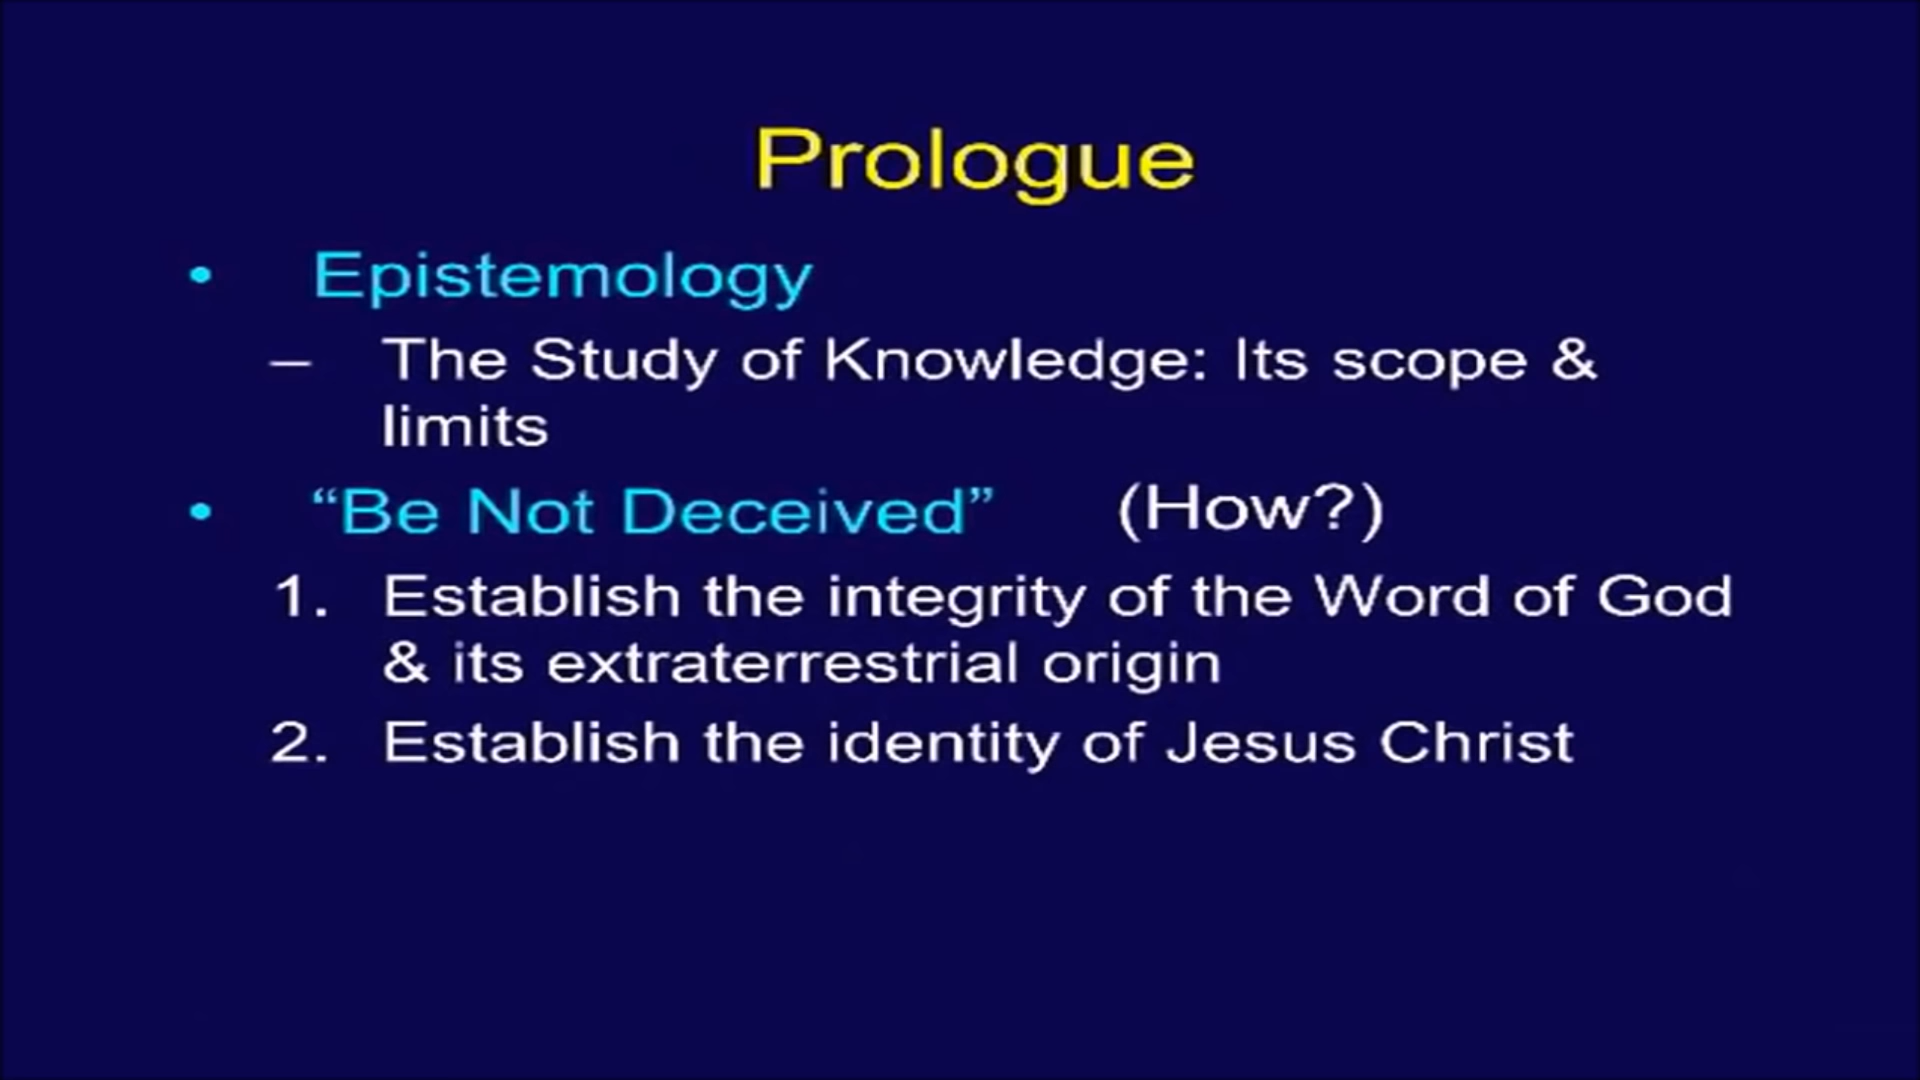 Prologue
• Epistemology
– The Study of Knowledge: Its scope &
limits
• “Be Not Deceived” (How?)
1. Establish the integrity of the Word of God
& its extraterrestrial origin
2. Establish the identity of Jesus Christ